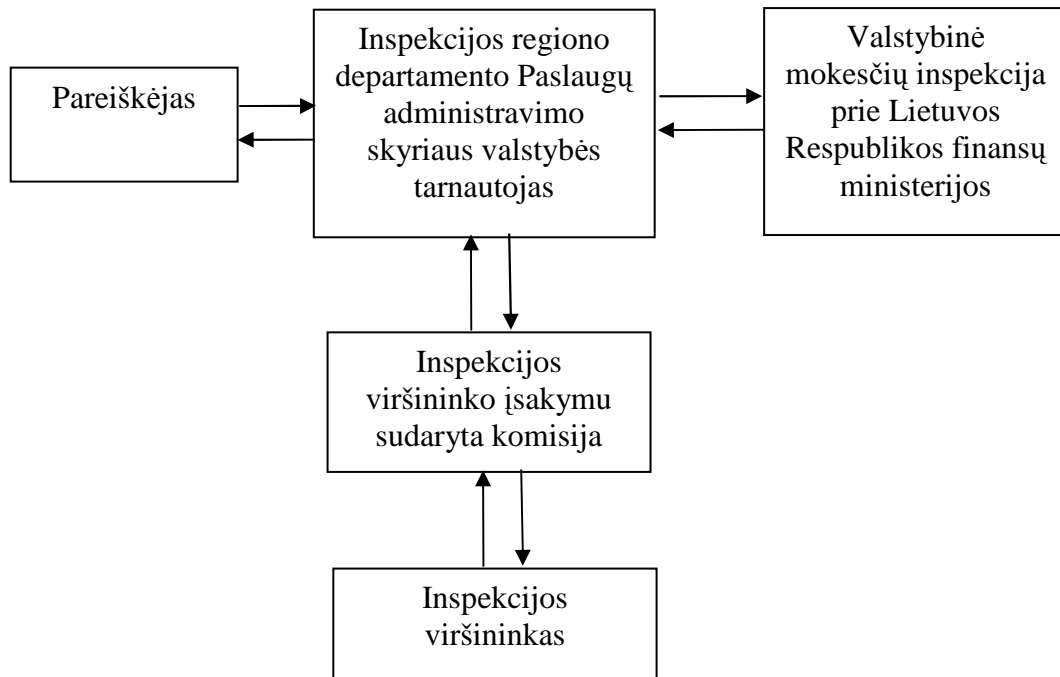 Pareiškėjas
Inspekcijos regiono
departamento Paslaugų
administravimo
skyriaus valstybės
tarnautojas
Valstybinė
mokesčių inspekcija
prie Lietuvos
Respublikos finansų
ministerijos
Inspekcijos
viršininko įsakymu
sudaryta komisija
Inspekcijos
viršininkas